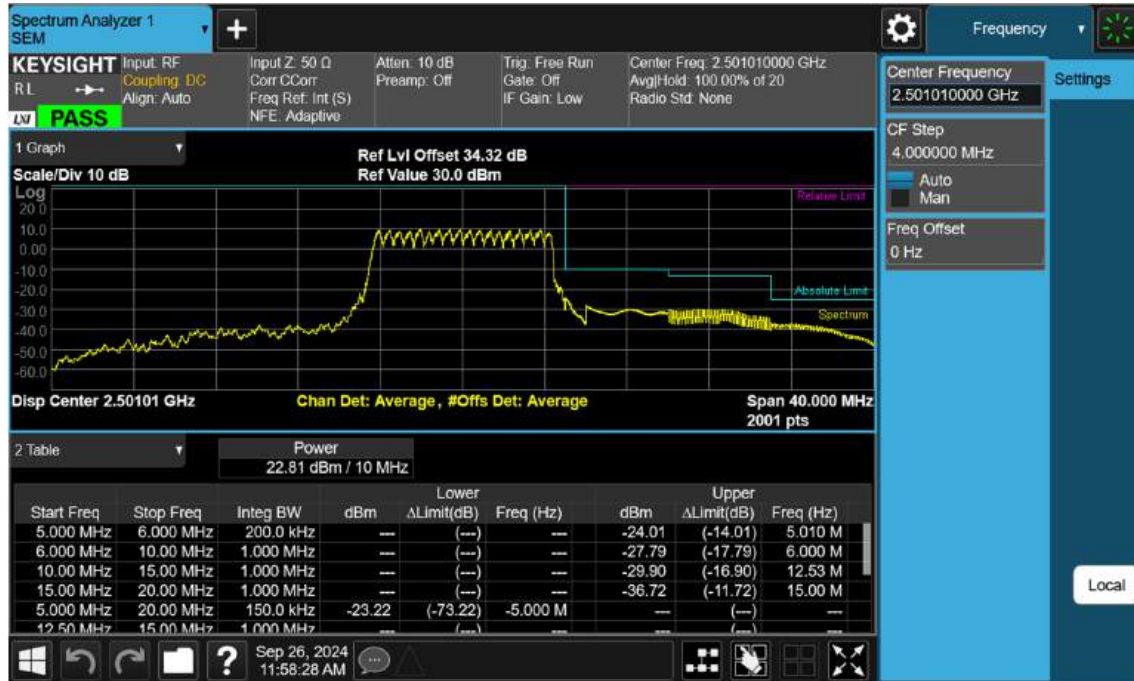 Spectrum Analyzer 1
SEM
+
Frequency
KEYSIGHT
RL
LXI
PASS
Input: RF
Coupling: DC
Align: Auto
Input Z: 50 Ω
Corr CCorr
Freq Ref: Int (S)
NFE: Adaptive
Atten: 10 dB
Preamp: Off
Trig: Free Run
Gate: Off
IF Gain: Low
Center Freq: 2.501010000 GHz
Avg|Hold: 100.00% of 20
Radio Std: None
Center Frequency
2.501010000 GHz
Settings
CF Step
4.000000 MHz
Auto
Man
Freq Offset
0 Hz
Local
1 Graph
Scale/Div 10 dB
Ref Lvl Offset 34.32 dB
Ref Value 30.0 dBm
Log
20.0
10.0
0.00
-10.0
-20.0
-30.0
-40.0
-50.0
-60.0
Relative Limit
Absolute Limit
Spectrum
Disp Center 2.50101 GHz
Chan Det: Average, #Offs Det: Average
Span 40.000 MHz
2001 pts
2 Table
Power
22.81 dBm / 10 MHz
Lower Upper
Start Freq Stop Freq Integ BW dBm ΔLimit(dB) Freq (Hz) dBm ΔLimit(dB) Freq (Hz)
5.000 MHz 6.000 MHz 200.0 kHz --- (---) --- -24.01 (-14.01) 5.010 M
6.000 MHz 10.00 MHz 1.000 MHz --- (---) --- -27.79 (-17.79) 6.000 M
10.00 MHz 15.00 MHz 1.000 MHz --- (---) --- -29.90 (-16.90) 12.53 M
15.00 MHz 20.00 MHz 1.000 MHz --- (---) --- -36.72 (-11.72) 15.00 M
5.000 MHz 20.00 MHz 150.0 kHz -23.22 (-73.22) -5.000 M --- (---) ---
12.50 MHz 15.00 MHz 1.000 MHz --- (---) --- --- (---) ---
?
Sep 26, 2024
11:58:28 AM